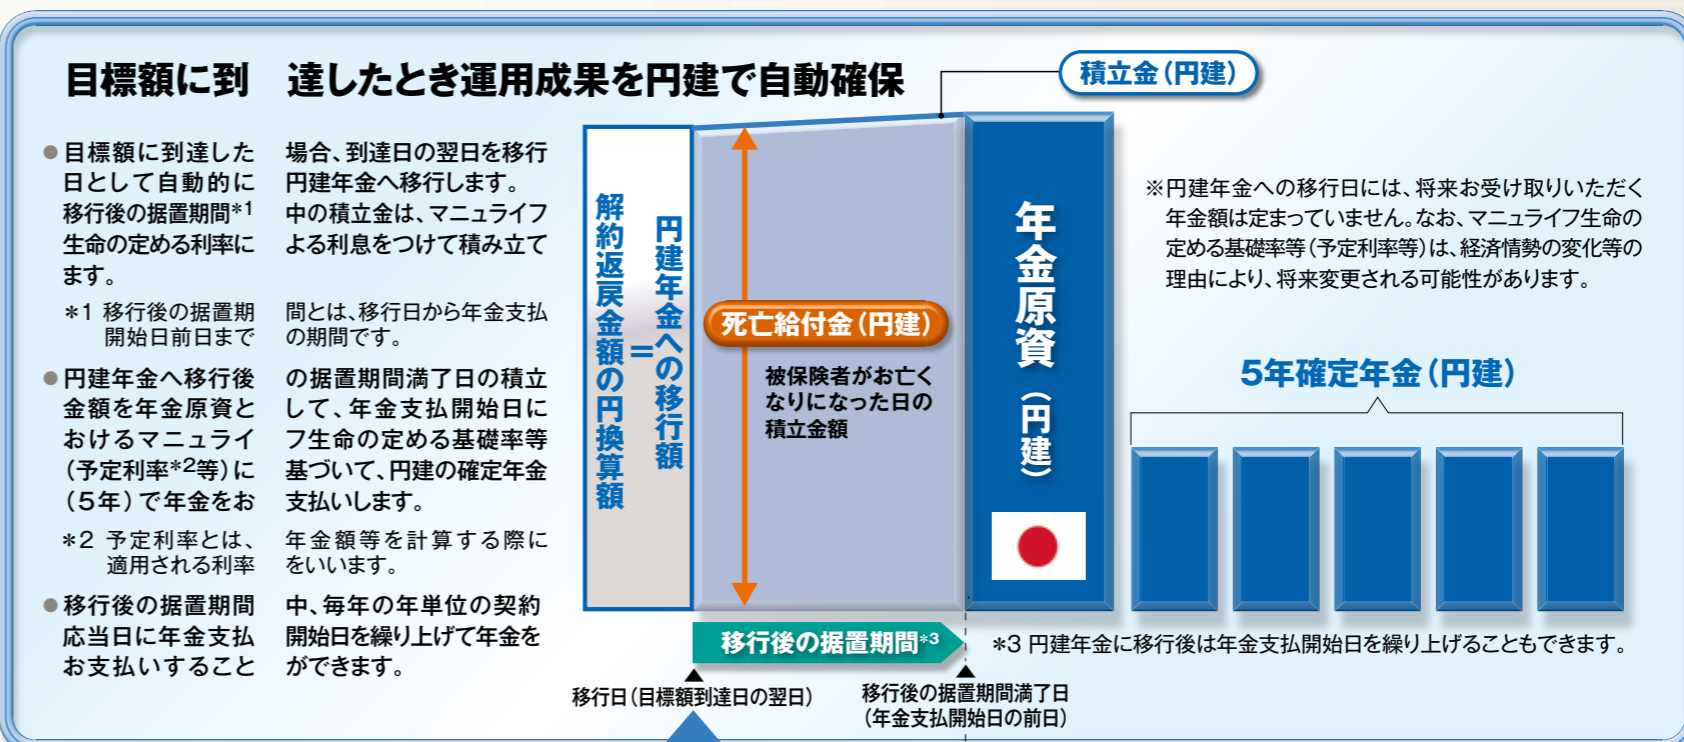 目標額に到 達したとき運用成果を円建で自動確保
●目標額に到達した 場合、到達日の翌日を移行
日として自動的に 円建年金へ移行します。
移行後の据置期間*1 中の積立金は、マニュライフ
生命の定める利率に よる利息をつけて積み立て
ます。
*1 移行後の据置期 間とは、移行日から年金支払
開始日前日まで の期間です。
●円建年金へ移行後 の据置期間満了日の積立
金額を年金原資と して、年金支払開始日に
おけるマニュライ フ生命の定める基礎率等
(予定利率*2等)に 基づいて、円建の確定年金
(5年)で年金をお 支払いします。
*2 予定利率とは、 年金額等を計算する際に
適用される利率 をいいます。
●移行後の据置期間 中、毎年の年単位の契約
応当日に年金支払 開始日を繰り上げて年金を
お支払いすること ができます。
積立金(円建)
解約返戻金額の円換算額
=
円建年金への移行額
死亡給付金(円建)
被保険者がお亡く
なりになった日の
積立金額
年金原資(円建)
※円建年金への移行日には、将来お受け取りいただく
年金額は定まっていません。なお、マニュライフ生命の
定める基礎率等(予定利率等)は、経済情勢の変化等の
理由により、将来変更される可能性があります。
5年確定年金(円建)
移行後の据置期間*3
*3 円建年金に移行後は年金支払開始日を繰り上げることもできます。
移行日(目標額到達日の翌日)
移行後の据置期間満了日
(年金支払開始日の前日)